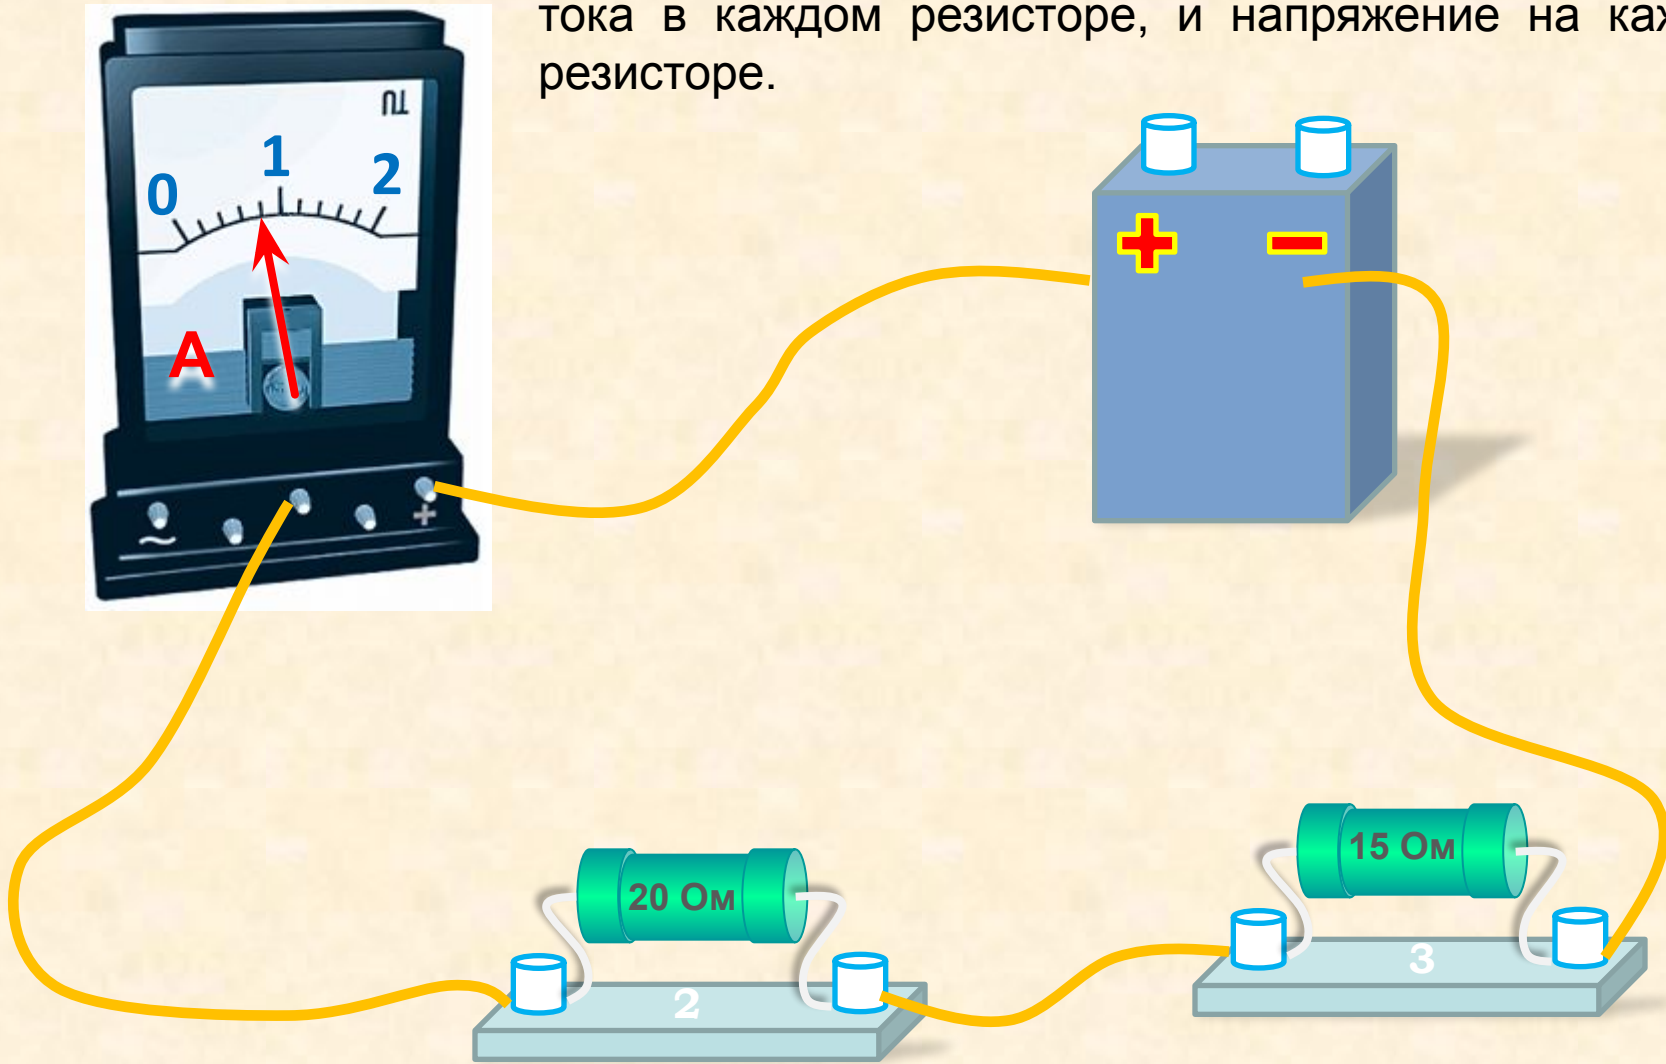 тока в каждом резисторе, и напряжение на
резисторе.
0 1 2
А
+ −
~ +
20 Ом
2
15 Ом
3